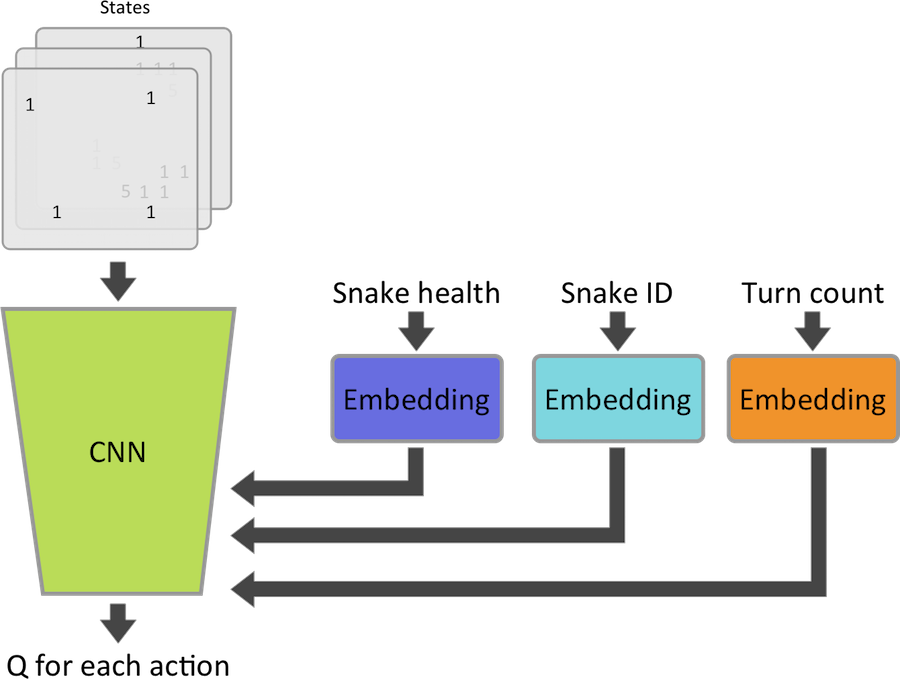 States
1
1 1 1
5
1
1
1
1 5
1 1
5 1 1
1
1
Snake health
Snake ID
Turn count
Embedding
Embedding
Embedding
CNN
Q for each action